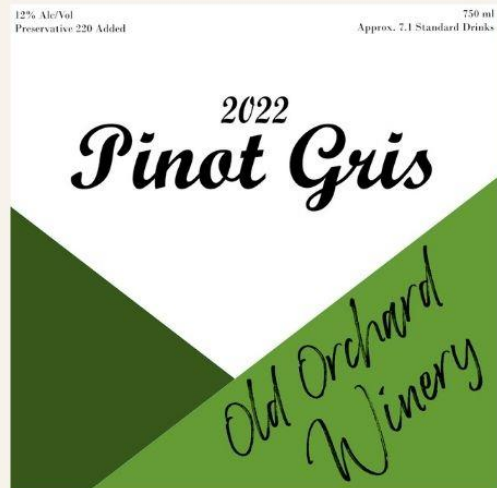 12% Alc/Vol
750 ml
Preservative 220 Added
Approx. 7.1 Standard Drinks
2022
Pinot Gris
Old Orchard
Winery